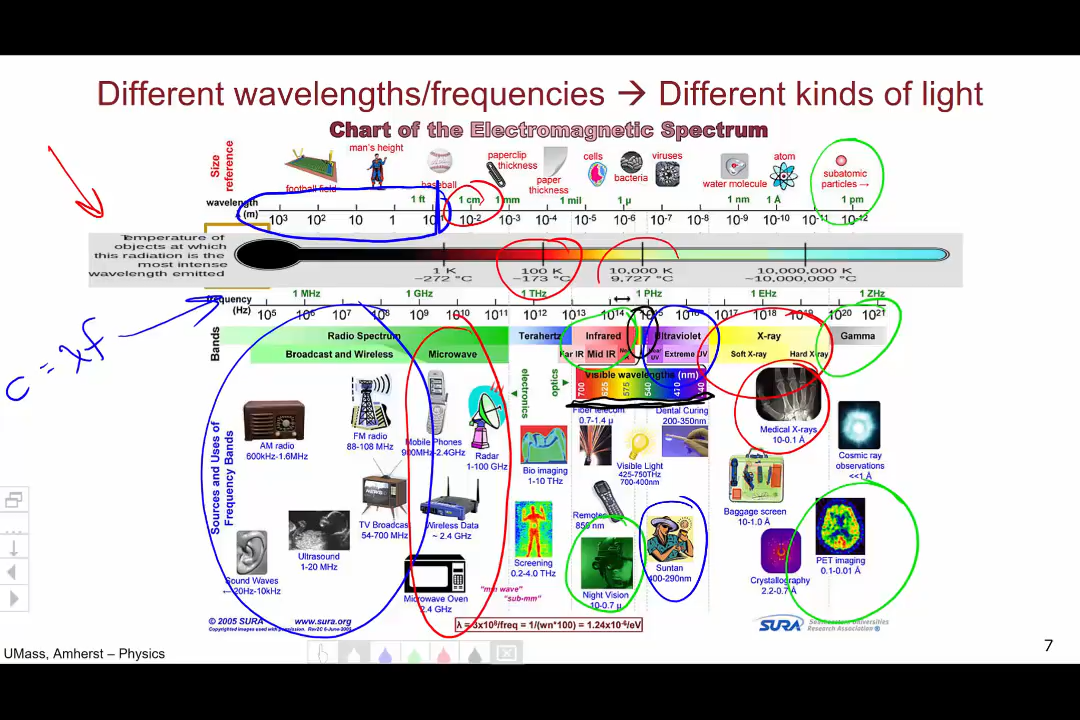 Different wavelengths/frequencies → Different kinds of light
Chart of the Electromagnetic Spectrum
Size reference
football field
man's height
baseball
paperclip thickness
paper thickness
cells
bacteria
viruses
water molecule
atom
subatomic particles →
wavelength λ (m)
1 ft 1 cm 1 mm 1 mil 1 µ 1 nm 1 Å 1 pm
10³ 10² 10 1 10⁻¹ 10⁻² 10⁻³ 10⁻⁴ 10⁻⁵ 10⁻⁶ 10⁻⁷ 10⁻⁸ 10⁻⁹ 10⁻¹⁰ 10⁻¹¹ 10⁻¹²
Temperature of
objects at which
this radiation is the
most intense
wavelength emitted
1 K 100 K 10,000 K 10,000,000 K
−272 °C −173 °C 9,727 °C ~10,000,000 °C
frequency (Hz)
1 MHz 1 GHz 1 THz 1 PHz 1 EHz 1 ZHz
10⁵ 10⁶ 10⁷ 10⁸ 10⁹ 10¹⁰ 10¹¹ 10¹² 10¹³ 10¹⁴ 10¹⁵ 10¹⁶ 10¹⁷ 10¹⁸ 10¹⁹ 10²⁰ 10²¹
c = λf
Bands
Radio Spectrum Terahertz Infrared Ultraviolet X-ray Gamma
Broadcast and Wireless Microwave Far IR Mid IR Extreme UV Soft X-ray Hard X-ray
electronics
optics
Visible wavelengths (nm)
700 625 575 540 410
Sources and Uses of Frequency Bands
AM radio
600kHz-1.6MHz
FM radio
88-108 MHz
Mobile Phones
900MHz-2.4GHz
Radar
1-100 GHz
Bio imaging
1-10 THz
Fiber telecom
0.7-1.4 µ
Visible Light
425-750THz
700-400nm
Dental Curing
200-350nm
Medical X-rays
10-0.1 Å
Cosmic ray
observations
<<1 Å
Sound Waves
~20Hz-10kHz
Ultrasound
1-20 MHz
TV Broadcast
54-700 MHz
Wireless Data
~ 2.4 GHz
Microwave Oven
2.4 GHz
"mm wave"
"sub-mm"
Screening
0.2-4.0 THz
Remotes
850 nm
Night Vision
10-0.7 µ
Suntan
400-290nm
Baggage screen
10-1.0 Å
Crystallography
2.2-0.7 Å
PET imaging
0.1-0.01 Å
© 2005 SURA www.sura.org
Copyrighted images used with permission. Rev2C 6-June-2005
λ = 3x10⁸/freq = 1/(wn*100) = 1.24x10⁻⁶/eV
SURA Southeastern Universities
Research Association
UMass, Amherst – Physics
7